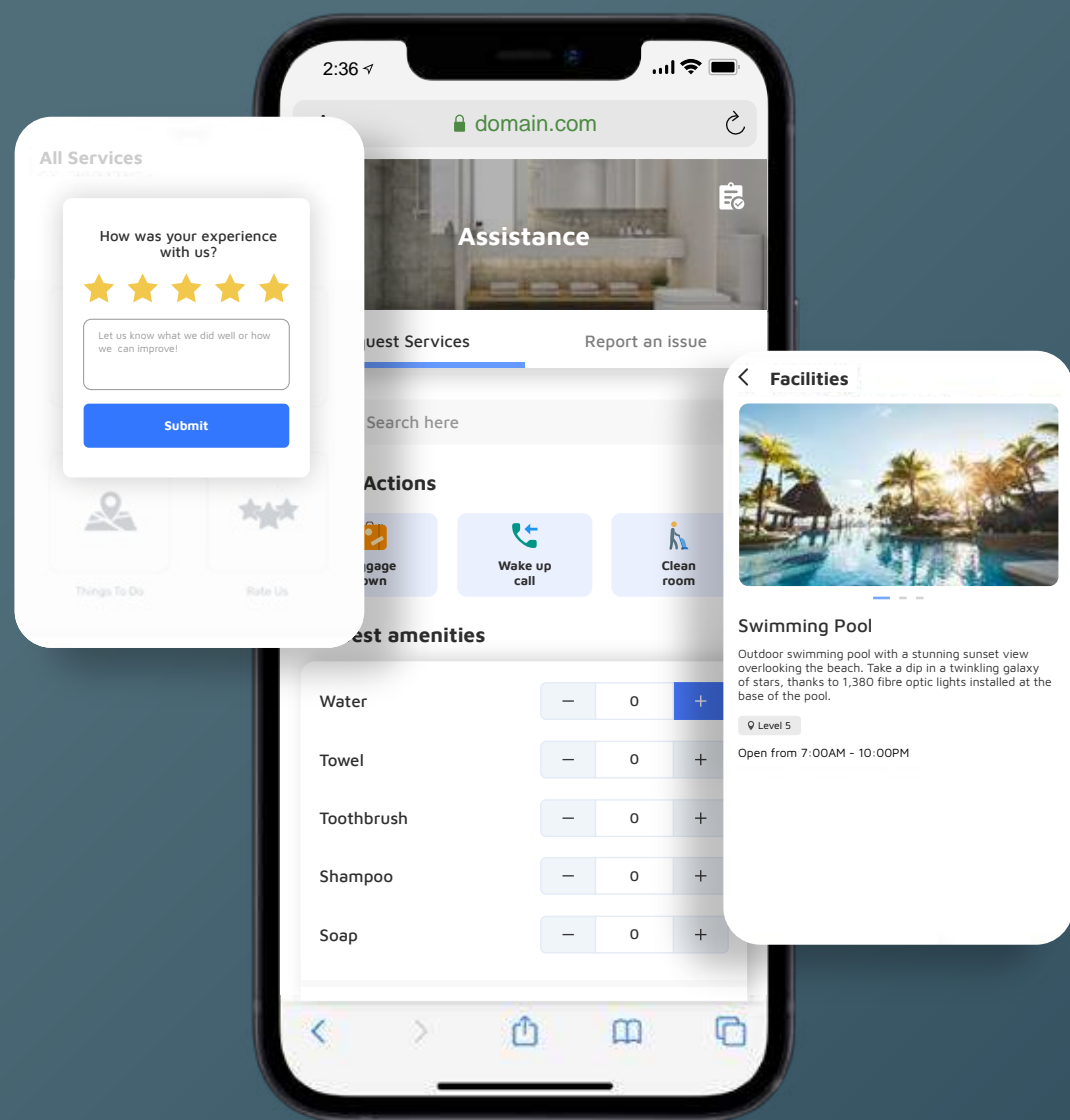 2:36
domain.com
Assistance
uest Services
Report an issue
Search here
Actions
gage
own
Wake up
call
Clean
room
est amenities
Water
0
Towel
0
Toothbrush
0
Shampoo
0
Soap
0
All Services
How was your experience
with us?
Let us know what we did well or how
we can improve!
Submit
Things To Do
Rate Us
Facilities
Swimming Pool
Outdoor swimming pool with a stunning sunset view
overlooking the beach. Take a dip in a twinkling galaxy
of stars, thanks to 1,380 fibre optic lights installed at the
base of the pool.
Level 5
Open from 7:00AM - 10:00PM